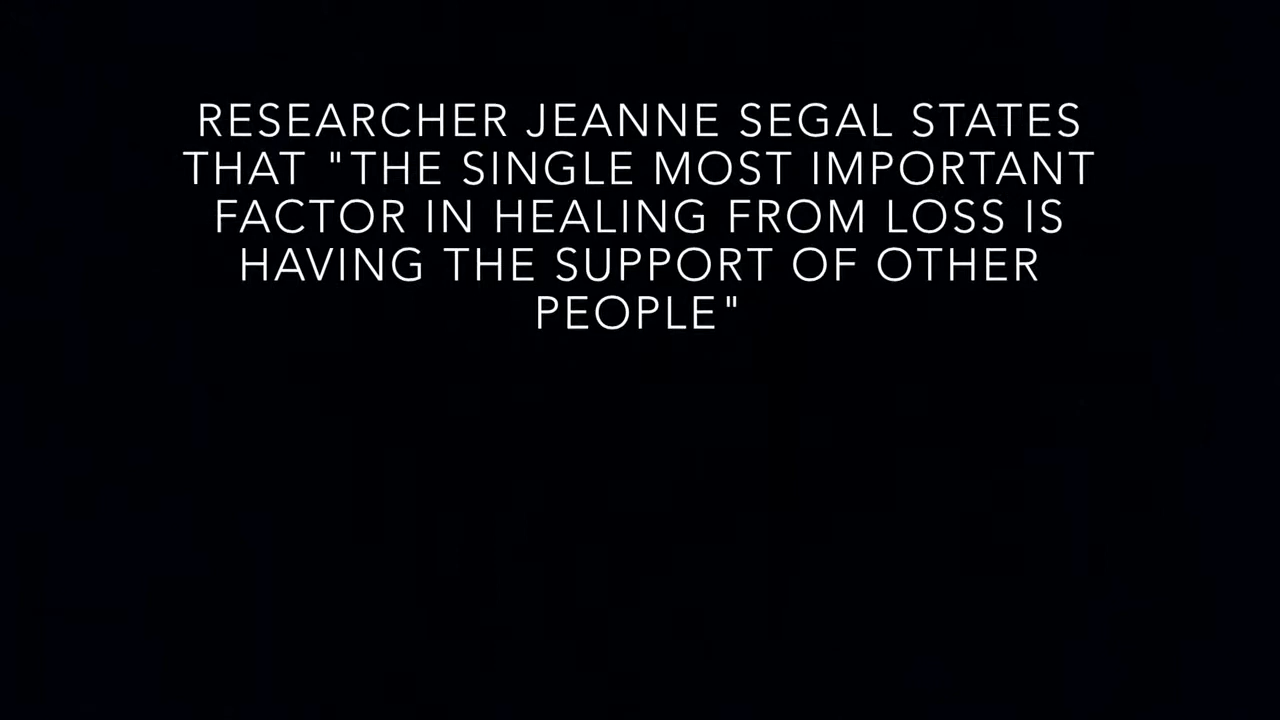 RESEARCHER JEANNE SEGAL STATES
THAT "THE SINGLE MOST IMPORTANT
FACTOR IN HEALING FROM LOSS IS
HAVING THE SUPPORT OF OTHER
PEOPLE"